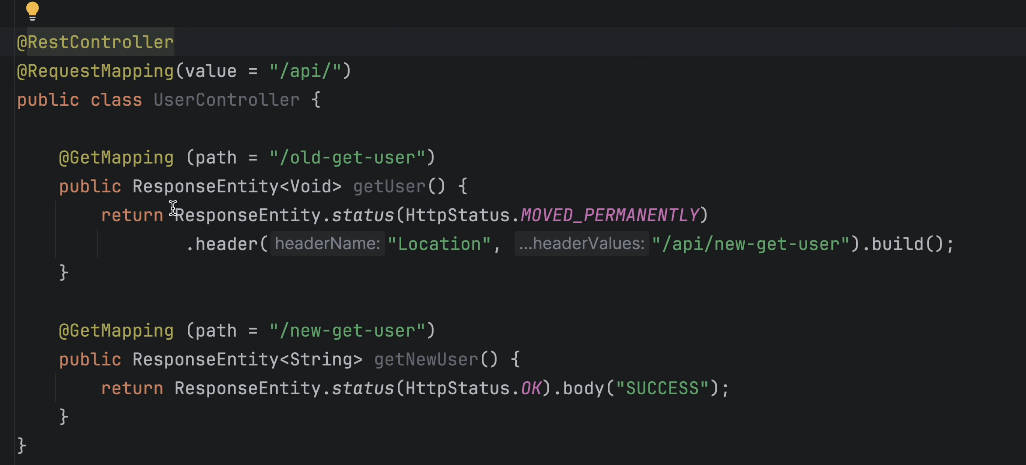 @RestController
@RequestMapping(value = "/api/")
public class UserController {
@GetMapping (path = "/old-get-user")
public ResponseEntity<Void> getUser() {
return ResponseEntity.status(HttpStatus.MOVED_PERMANENTLY)
.header( headerName: "Location", ...headerValues: "/api/new-get-user").build();
}
@GetMapping (path = "/new-get-user")
public ResponseEntity<String> getNewUser() {
return ResponseEntity.status(HttpStatus.OK).body("SUCCESS");
}
}